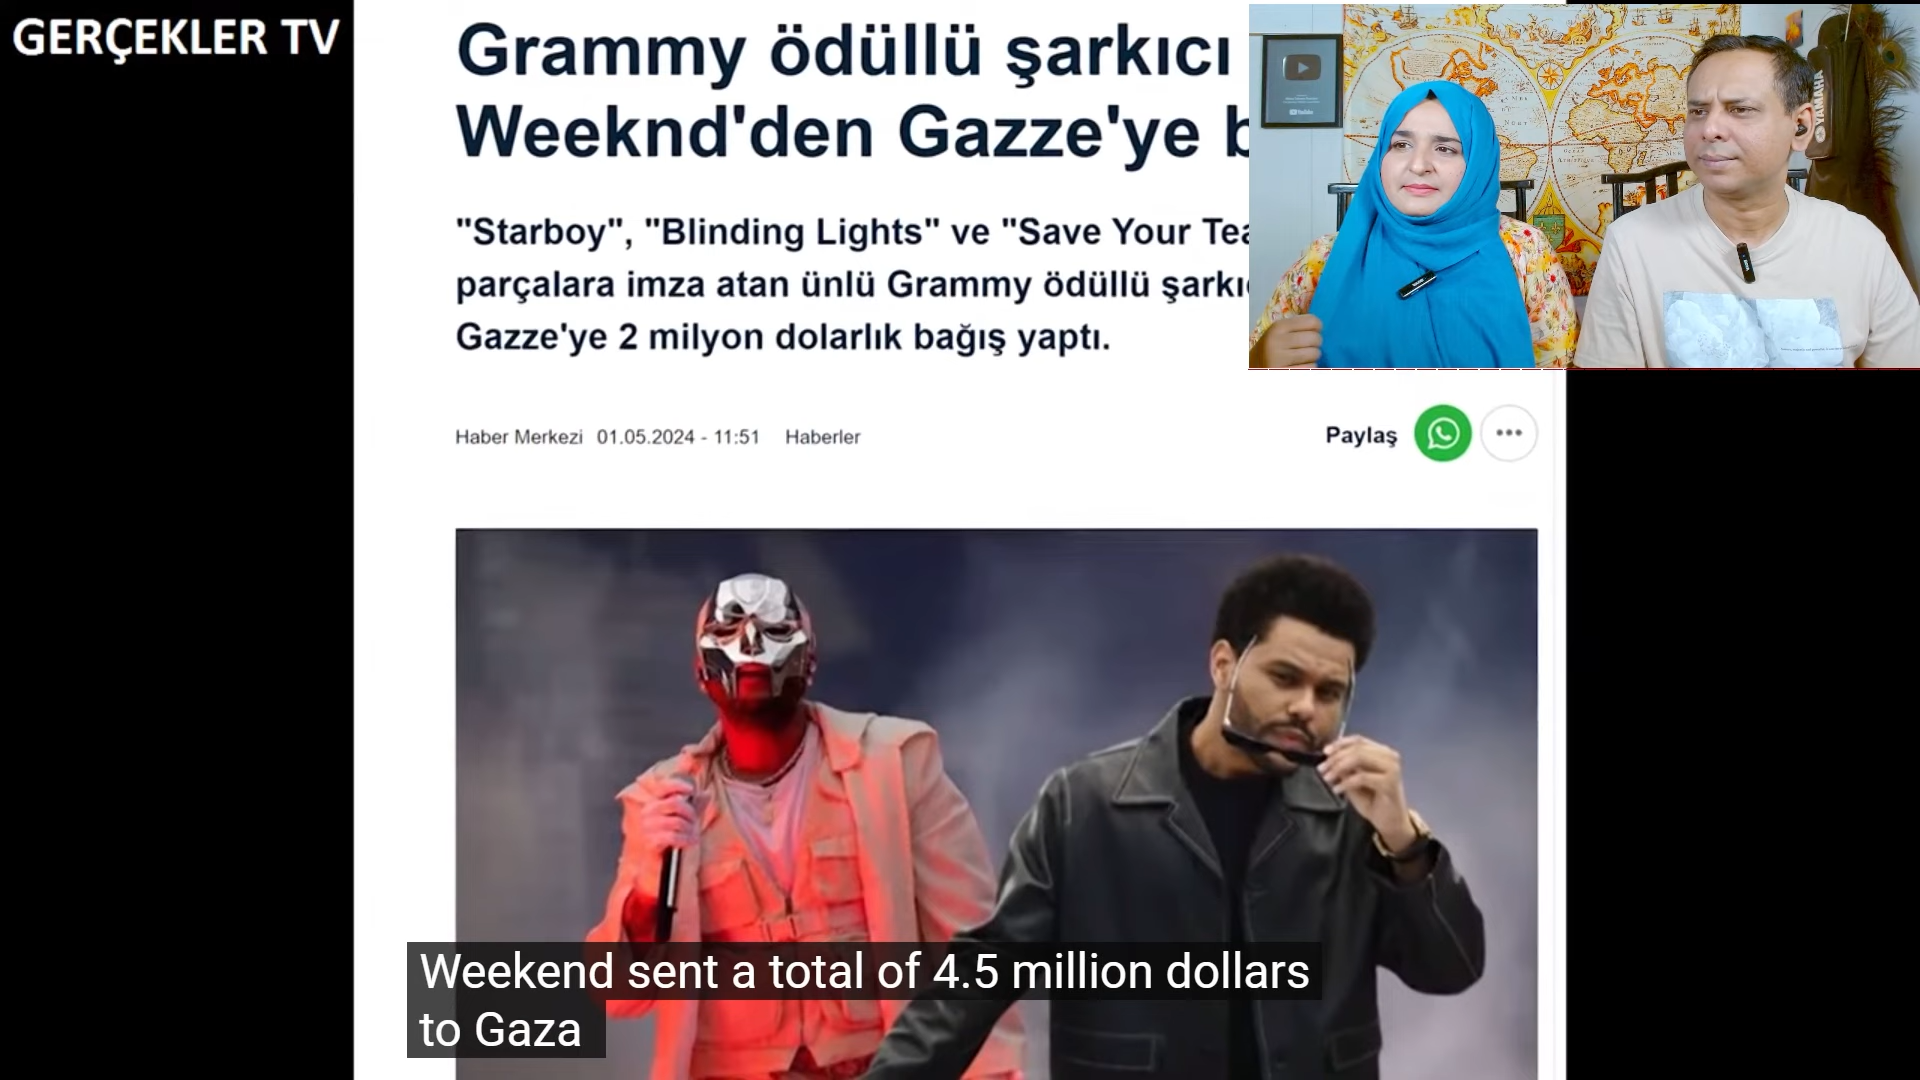 GERÇEKLER TV
Grammy ödüllü şarkıcı
Weeknd'den Gazze'ye
"Starboy", "Blinding Lights" ve "Save Your
parçalara imza atan ünlü Grammy ödüllü
Gazze'ye 2 milyon dolarlık bağış yaptı.
Haber Merkezi 01.05.2024 - 11:51 Haberler
Paylaş
YAMAHA
Weekend sent a total of 4.5 million dollars
to Gaza